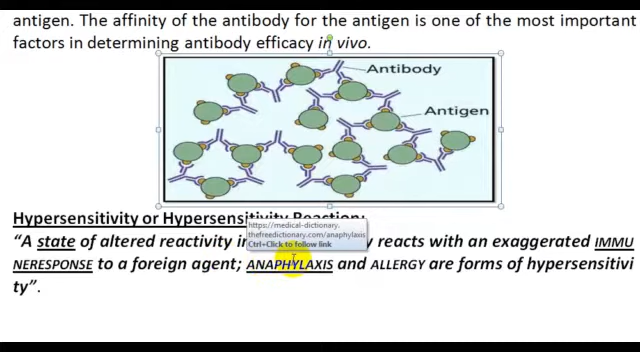 antigen. The affinity of the antibody for the antigen is one of the most important
factors in determining antibody efficacy in vivo.
Antibody
Antigen
Hypersensitivity or Hypersensitivity Reaction:
https://medical-dictionary.
thefreedictionary.com/anaphylaxis
Ctrl+Click to follow link
“A state of altered reactivity in y reacts with an exaggerated IMMU
NERESPONSE to a foreign agent; ANAPHYLAXIS and ALLERGY are forms of hypersensitivi
ty”.